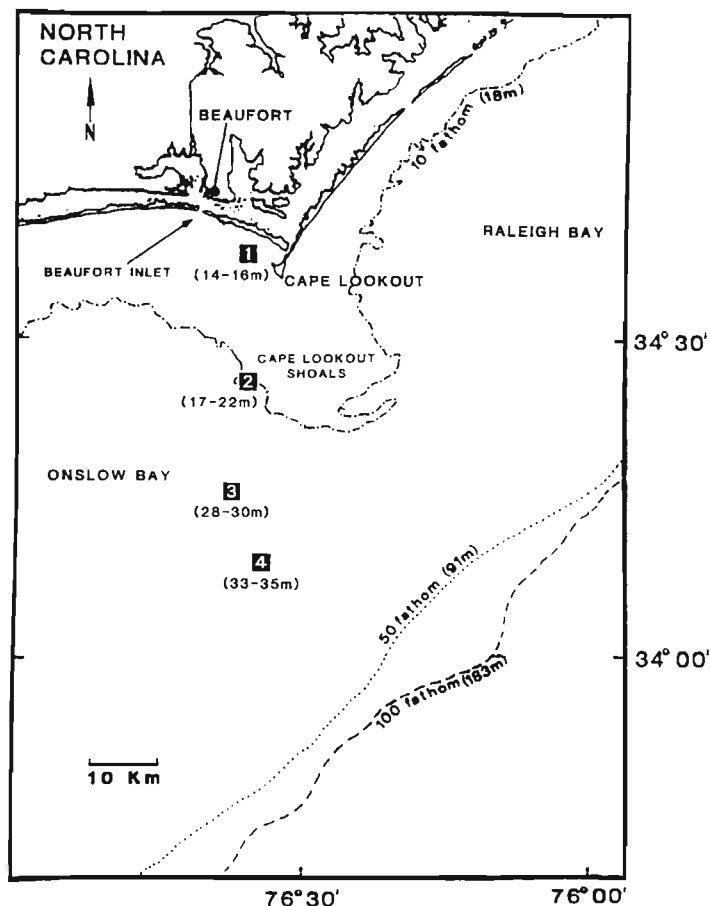 NORTH
CAROLINA
N
BEAUFORT
10 fathom (18m)
RALEIGH BAY
BEAUFORT INLET
1
(14-16m)
CAPE LOOKOUT
34°30'
CAPE LOOKOUT
SHOALS
2
(17-22m)
ONSLOW BAY
3
(28-30m)
4
(33-35m)
50 fathom (91m)
34°00'
100 fathom (183m)
10 Km
76°30'
76°00'